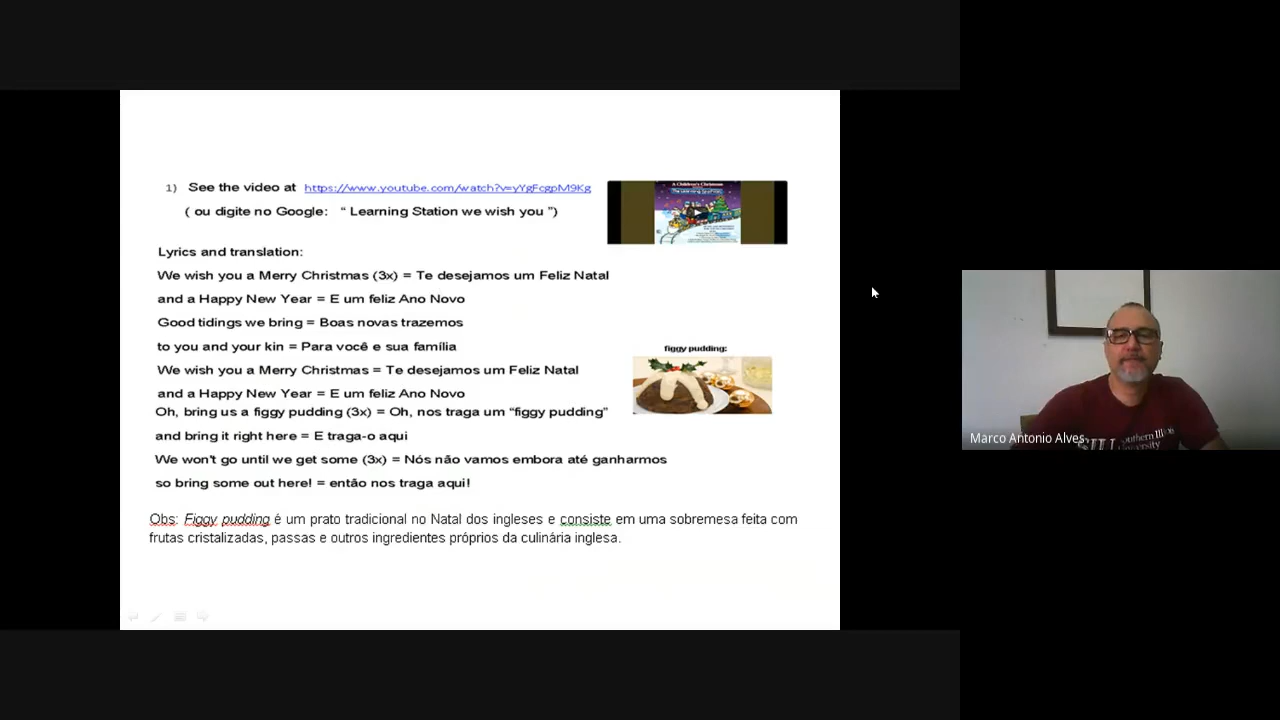 1) See the video at https://www.youtube.com/watch?v=yYgFcgpM9Kg
( ou digite no Google: “ Learning Station we wish you ”)
A Children's Christmas
The Learning Station
Lyrics and translation:
We wish you a Merry Christmas (3x) = Te desejamos um Feliz Natal
and a Happy New Year = E um feliz Ano Novo
Good tidings we bring = Boas novas trazemos
to you and your kin = Para você e sua família
We wish you a Merry Christmas = Te desejamos um Feliz Natal
and a Happy New Year = E um feliz Ano Novo
Oh, bring us a figgy pudding (3x) = Oh, nos traga um “figgy pudding”
and bring it right here = E traga-o aqui
We won't go until we get some (3x) = Nós não vamos embora até ganharmos
so bring some out here! = então nos traga aqui!
figgy pudding:
Obs: Figgy pudding é um prato tradicional no Natal dos ingleses e consiste em uma sobremesa feita com
frutas cristalizadas, passas e outros ingredientes próprios da culinária inglesa.
Marco Antonio Alves
Southern
University